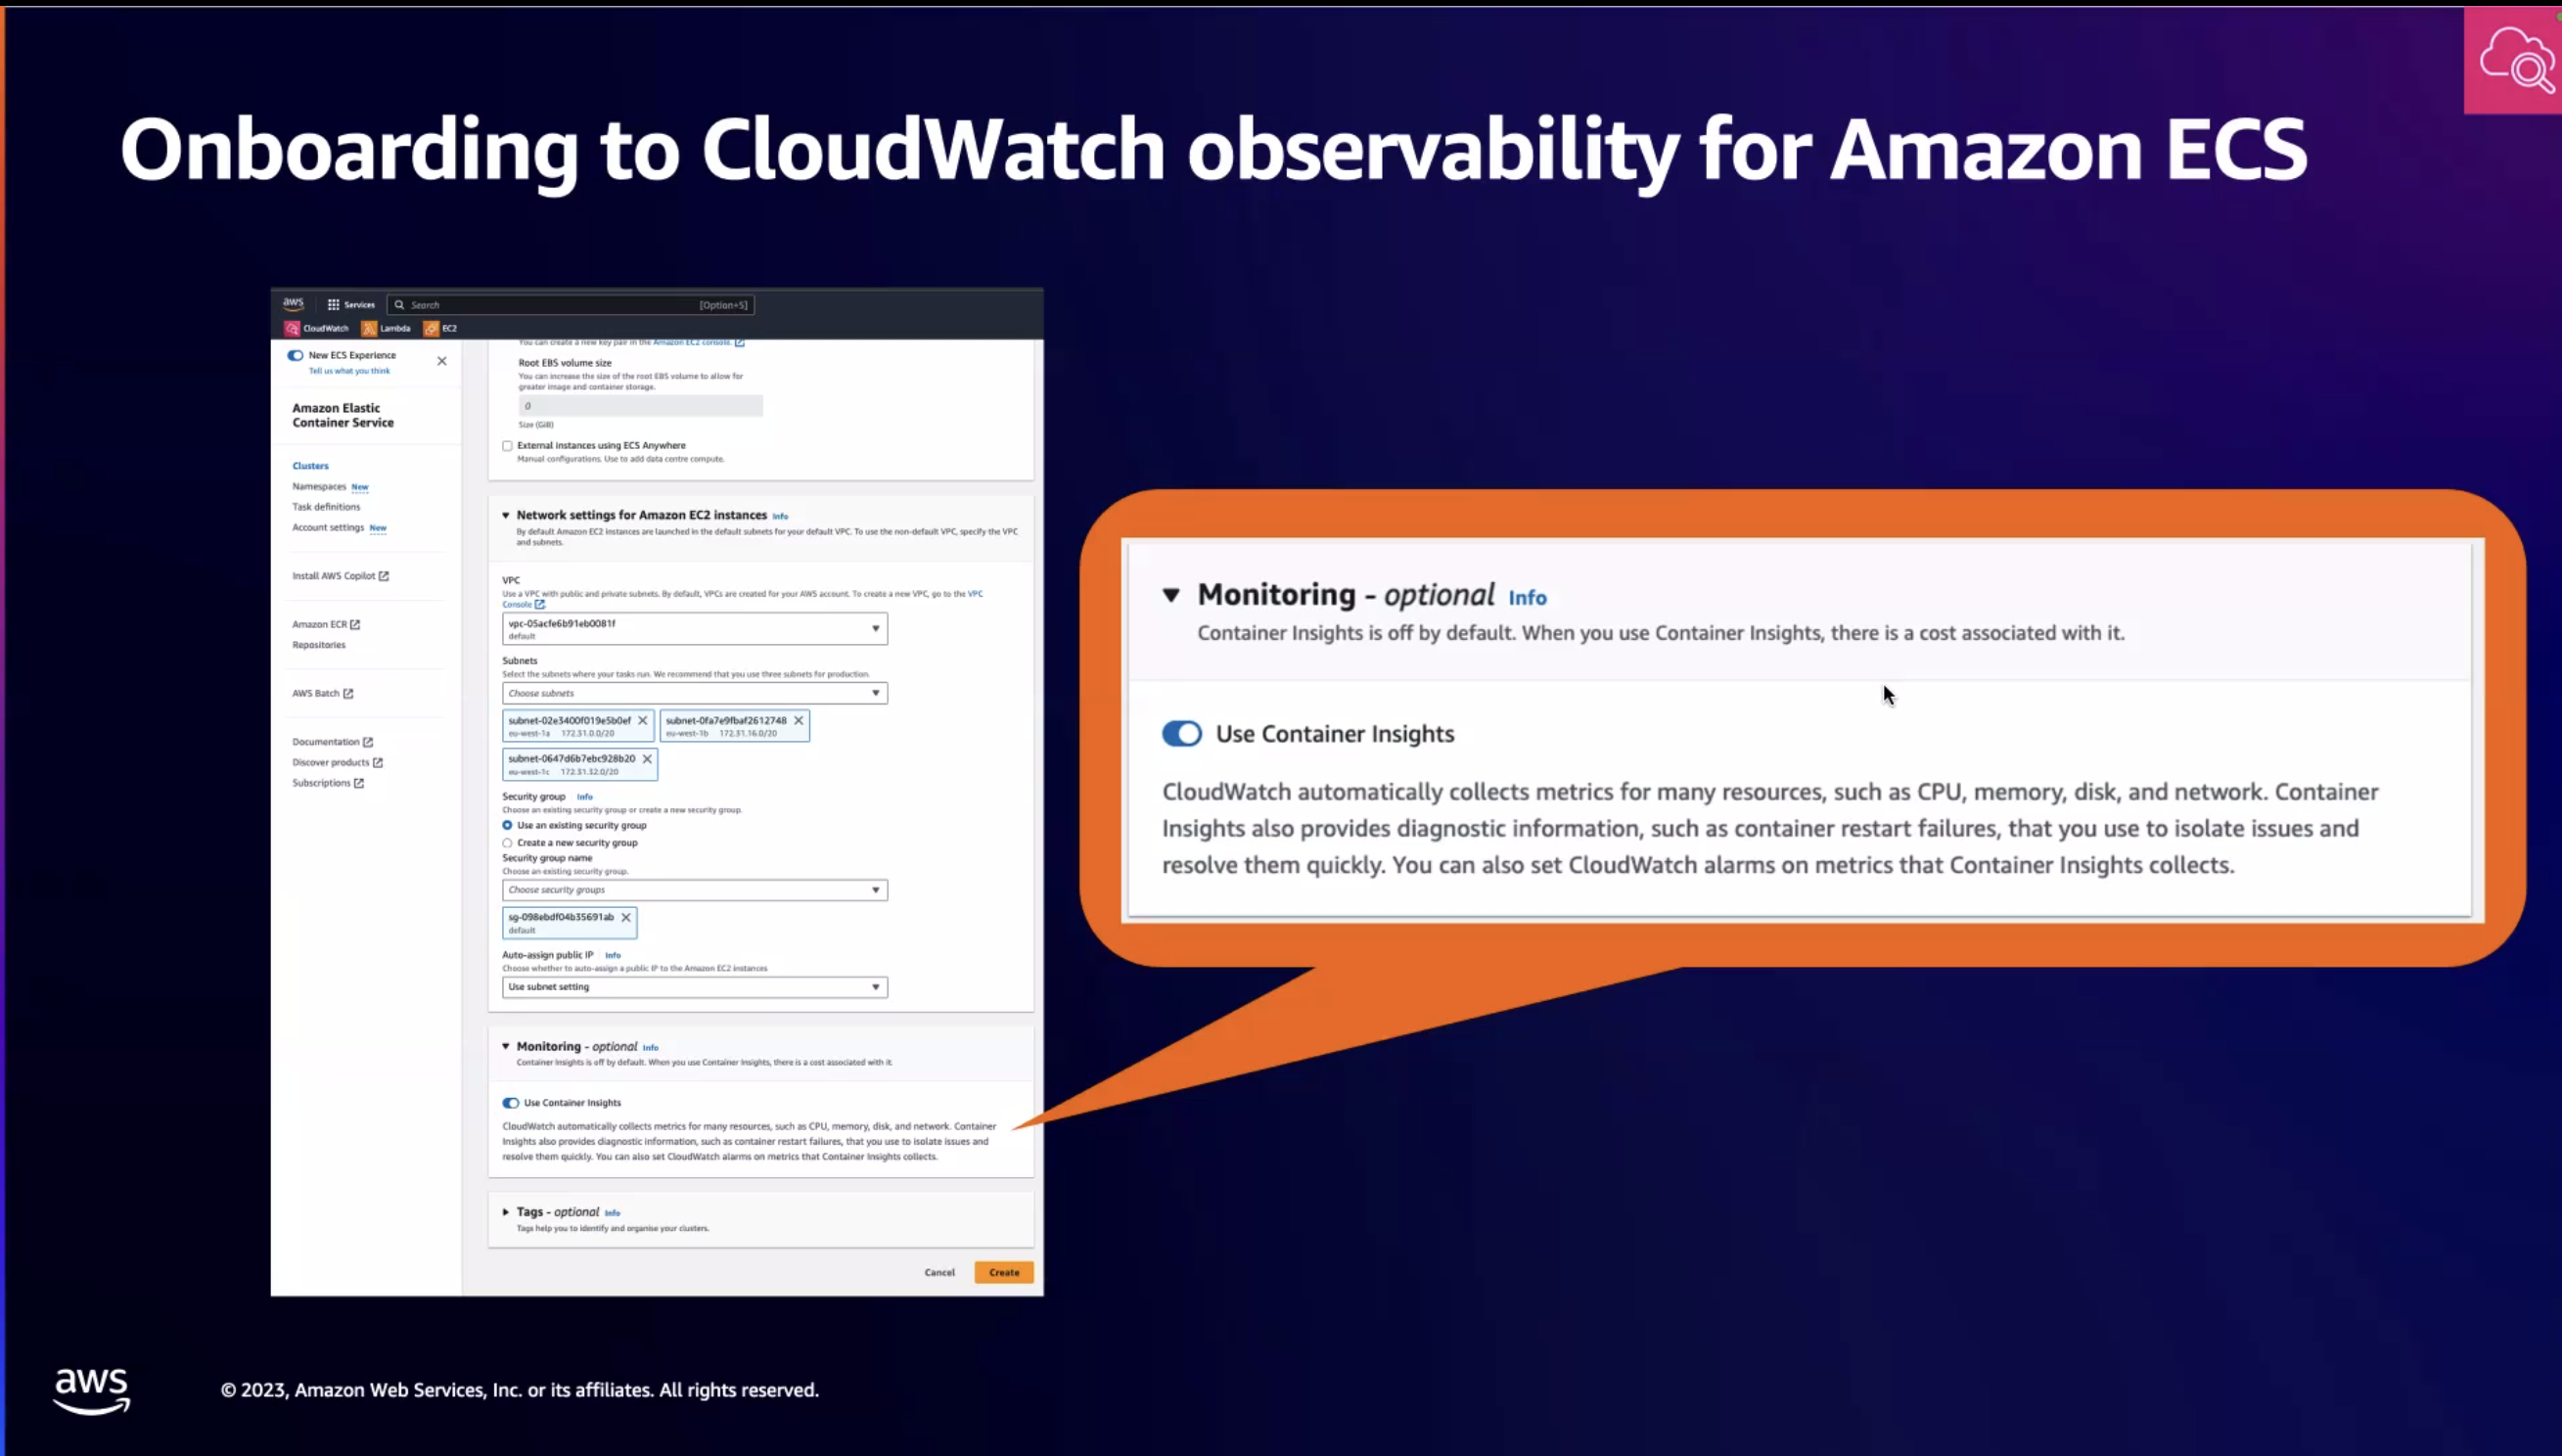 Onboarding to CloudWatch observability for Amazon ECS
aws
Services
Search
[Option+S]
CloudWatch
Lambda
EC2
New ECS Experience
Tell us what you think
Amazon Elastic
Container Service
Clusters
Namespaces New
Task definitions
Account settings New
Install AWS Copilot
Amazon ECR
Repositories
AWS Batch
Documentation
Discover products
Subscriptions
You can create a new key pair in the Amazon EC2 console.
Root EBS volume size
You can increase the size of the root EBS volume to allow for
greater image and container storage.
0
Size (GiB)
External instances using ECS Anywhere
Manual configurations. Use to add data centre compute.
Network settings for Amazon EC2 instances Info
By default Amazon EC2 instances are launched in the default subnets for your default VPC. To use the non-default VPC, specify the VPC
and subnets.
VPC
Use a VPC with public and private subnets. By default, VPCs are created for your AWS account. To create a new VPC, go to the VPC
Console
vpc-05acfe6b91eb0081f
default
Subnets
Select the subnets where your tasks run. We recommend that you use three subnets for production.
Choose subnets
subnet-02e3400f019e5b0ef
eu-west-1a 172.31.0.0/20
subnet-0fa7e9fbaf2612748
eu-west-1b 172.31.16.0/20
subnet-0647d6b7ebc928b20
eu-west-1c 172.31.32.0/20
Security group Info
Choose an existing security group or create a new security group.
Use an existing security group
Create a new security group
Security group name
Choose an existing security group.
Choose security groups
sg-098ebdf04b35691ab
default
Auto-assign public IP Info
Choose whether to auto-assign a public IP to the Amazon EC2 instances
Use subnet setting
Monitoring - optional Info
Container Insights is off by default. When you use Container Insights, there is a cost associated with it.
Use Container Insights
CloudWatch automatically collects metrics for many resources, such as CPU, memory, disk, and network. Container
Insights also provides diagnostic information, such as container restart failures, that you use to isolate issues and
resolve them quickly. You can also set CloudWatch alarms on metrics that Container Insights collects.
Tags - optional Info
Tags help you to identify and organise your clusters.
Cancel
Create
Monitoring - optional Info
Container Insights is off by default. When you use Container Insights, there is a cost associated with it.
Use Container Insights
CloudWatch automatically collects metrics for many resources, such as CPU, memory, disk, and network. Container
Insights also provides diagnostic information, such as container restart failures, that you use to isolate issues and
resolve them quickly. You can also set CloudWatch alarms on metrics that Container Insights collects.
aws
© 2023, Amazon Web Services, Inc. or its affiliates. All rights reserved.